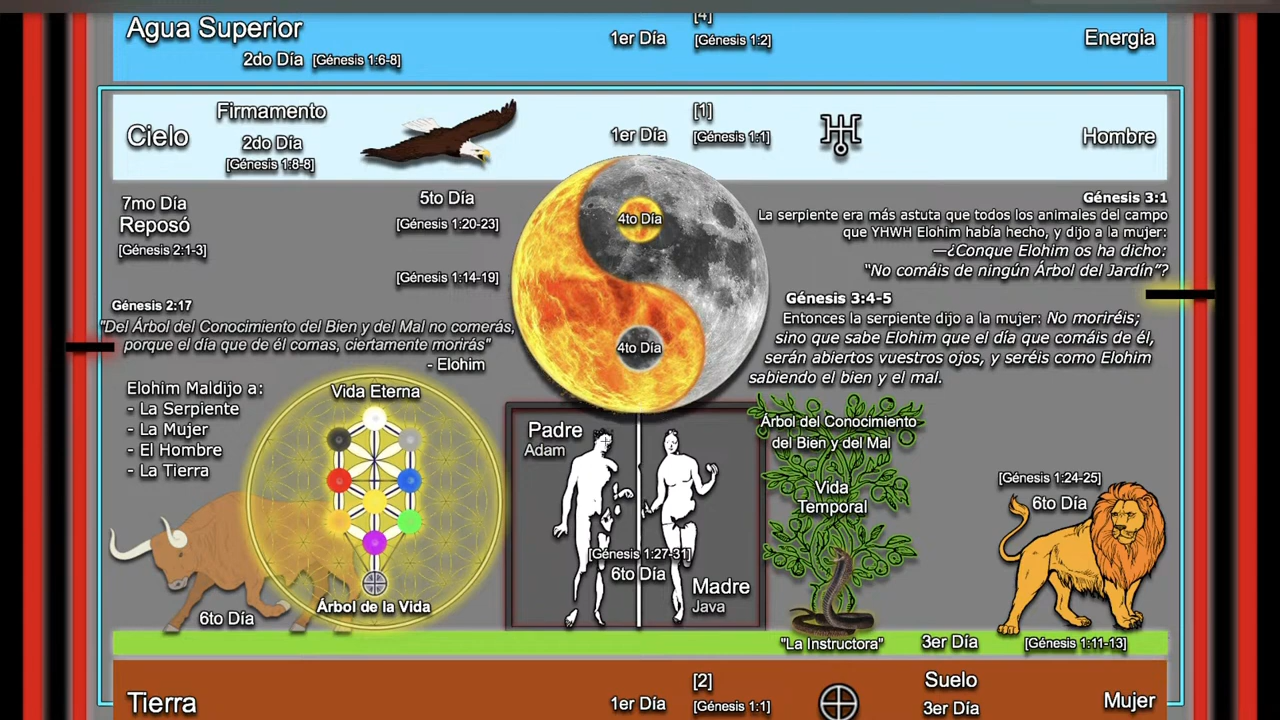 [4]
Agua Superior
1er Día
[Génesis 1:2]
Energia
2do Día [Génesis 1:6-8]
Firmamento
[1]
Cielo
2do Día
1er Día
[Génesis 1:1]
Hombre
[Génesis 1:8-8]
7mo Día
Reposó
[Génesis 2:1-3]
5to Día
[Génesis 1:20-23]
[Génesis 1:14-19]
4to Día
4to Día
Génesis 3:1
La serpiente era más astuta que todos los animales del campo
que YHWH Elohim había hecho, y dijo a la mujer:
—¿Conque Elohim os ha dicho:
“No comáis de ningún Árbol del Jardín”?
Génesis 3:4-5
Entonces la serpiente dijo a la mujer: No moriréis;
sino que sabe Elohim que el día que comáis de él,
serán abiertos vuestros ojos, y seréis como Elohim
sabiendo el bien y el mal.
Génesis 2:17
"Del Árbol del Conocimiento del Bien y del Mal no comerás,
porque el día que de él comas, ciertamente morirás"
- Elohim
Elohim Maldijo a:
- La Serpiente
- La Mujer
- El Hombre
- La Tierra
Vida Eterna
Árbol de la Vida
6to Día
Padre
Adam
[Génesis 1:27-31]
6to Día
Madre
Java
Árbol del Conocimiento
del Bien y del Mal
Vida
Temporal
"La Instructora"
[Génesis 1:24-25]
6to Día
3er Día
[Génesis 1:11-13]
Tierra
1er Día
[2]
[Génesis 1:1]
Suelo
3er Día
Mujer